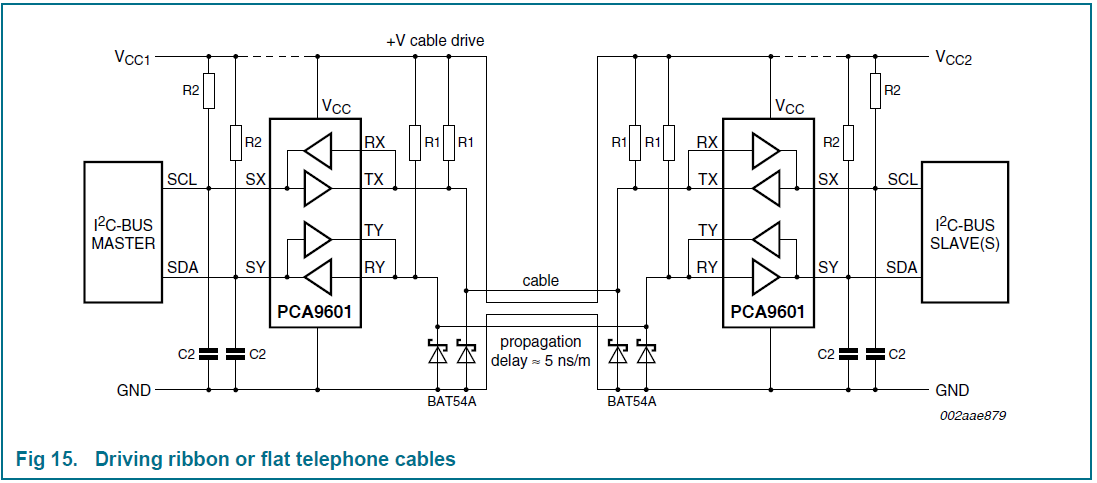 +V cable drive
VCC1
VCC2
R2
R2
VCC
VCC
R2
R1
R1
R1
R1
R2
RX
RX
SCL
SX
TX
TX
SX
SCL
I2C-BUS
MASTER
TY
TY
I2C-BUS
SLAVE(S)
SDA
SY
RY
RY
SY
SDA
cable
PCA9601
PCA9601
propagation
delay ≈ 5 ns/m
C2
C2
C2
C2
GND
GND
BAT54A
BAT54A
002aae879
Fig 15. Driving ribbon or flat telephone cables